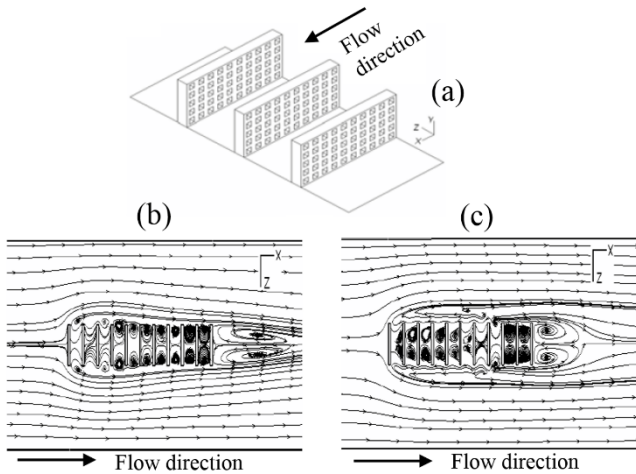 Flow
direction
(a)
Y
Z
X
(b)
(c)
X
Z
X
Z
Flow direction
Flow direction